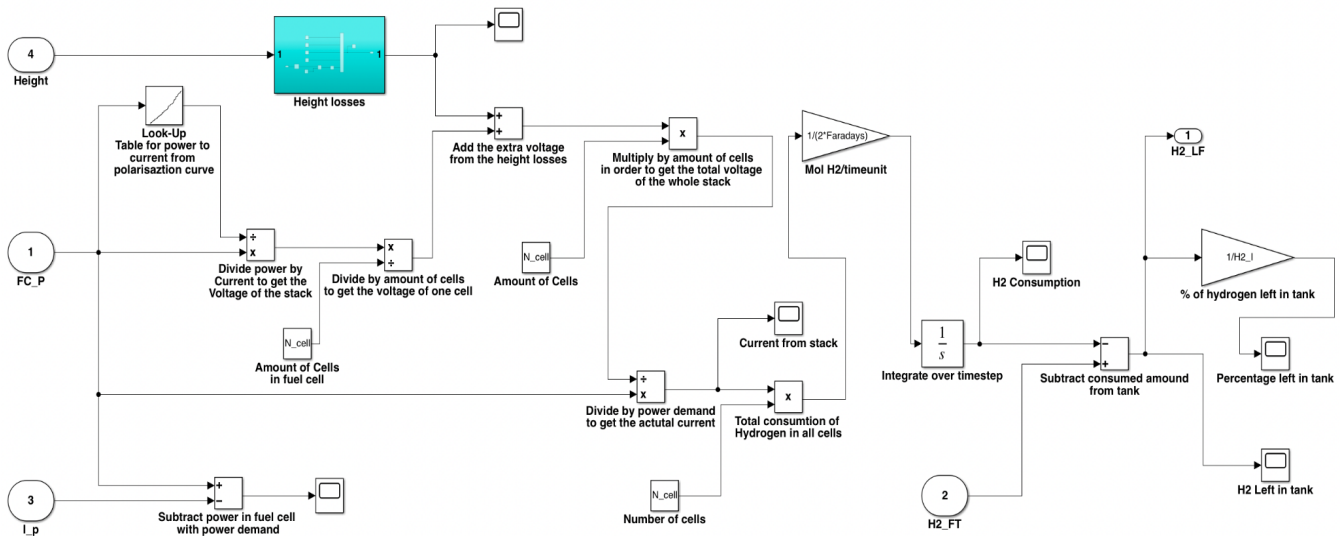 4
Height
1
1
Height losses
Look-Up
Table for power to
current from
polarisaztion curve
+
+
Add the extra voltage
from the height losses
x
Multiply by amount of cells
in order to get the total voltage
of the whole stack
1/(2*Faradays)
Mol H2/timeunit
1
H2_LF
1
FC_P
÷
x
Divide power by
Current to get the
Voltage of the stack
x
÷
Divide by amount of cells
to get the voltage of one cell
N_cell
Amount of Cells
N_cell
Amount of Cells
in fuel cell
H2 Consumption
1/H2_I
% of hydrogen left in tank
Current from stack
1
s
Integrate over timestep
−
+
Subtract consumed amound
from tank
Percentage left in tank
÷
x
Divide by power demand
to get the actutal current
x
Total consumtion of
Hydrogen in all cells
3
I_p
+
−
Subtract power in fuel cell
with power demand
N_cell
Number of cells
2
H2_FT
H2 Left in tank